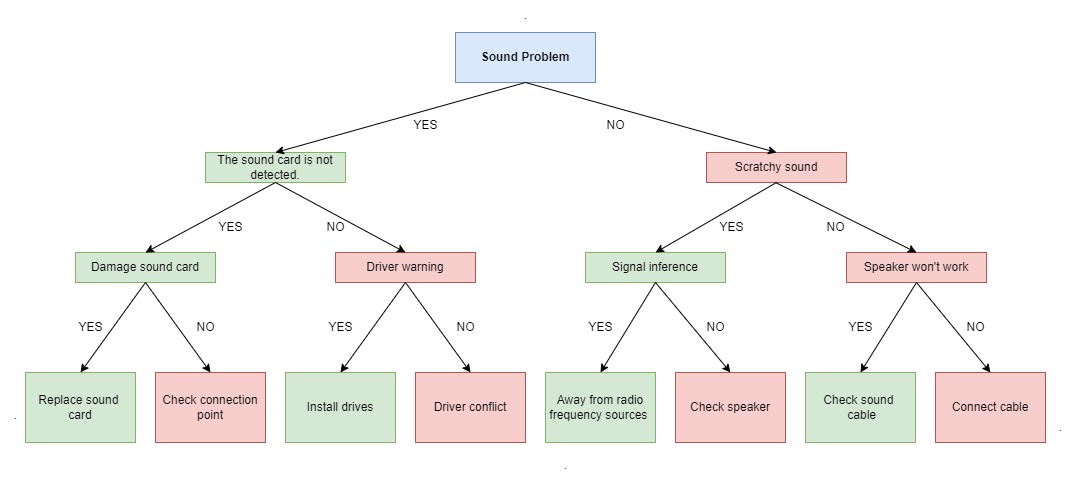 Sound Problem
YES
NO
The sound card is not
detected.
Scratchy sound
YES
NO
YES
NO
Damage sound card
Driver warning
Signal inference
Speaker won't work
YES
NO
YES
NO
YES
NO
YES
NO
Replace sound
card
Check connection
point
Install drives
Driver conflict
Away from radio
frequency sources
Check speaker
Check sound
cable
Connect cable